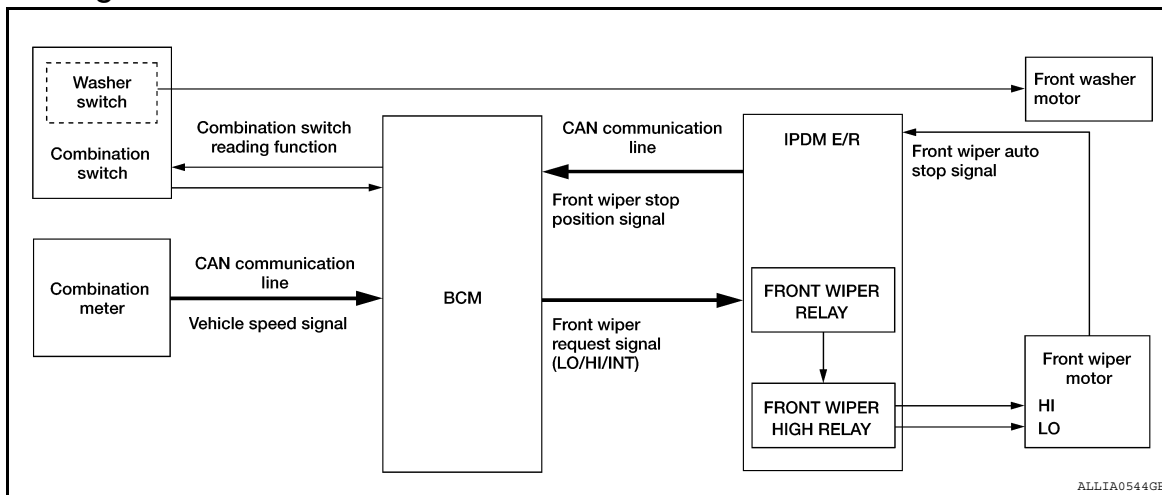 Washer
switch
Combination
switch
Combination switch
reading function
Combination
meter
CAN communication
line
Vehicle speed signal
BCM
CAN communication
line
Front wiper stop
position signal
Front wiper
request signal
(LO/HI/INT)
IPDM E/R
FRONT WIPER
RELAY
FRONT WIPER
HIGH RELAY
Front washer
motor
Front wiper auto
stop signal
Front wiper
motor
HI
LO